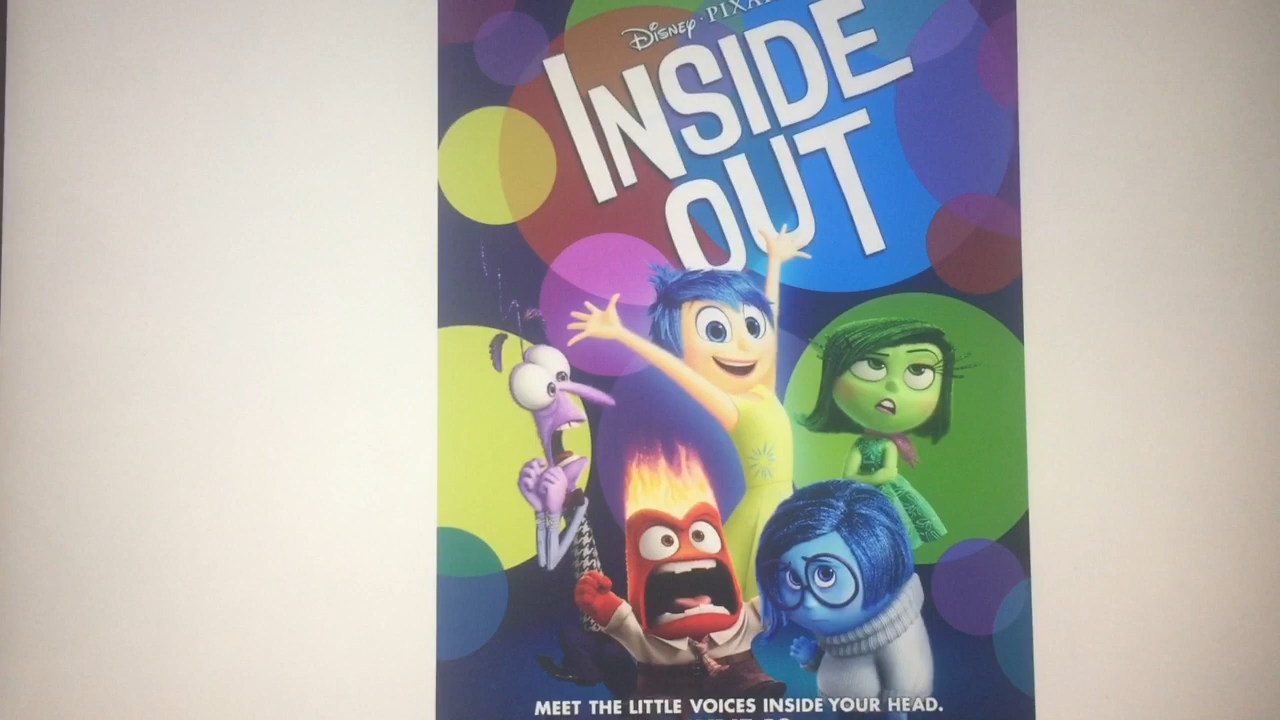 Disney · PIXAR
INSIDE
OUT
MEET THE LITTLE VOICES INSIDE YOUR HEAD.